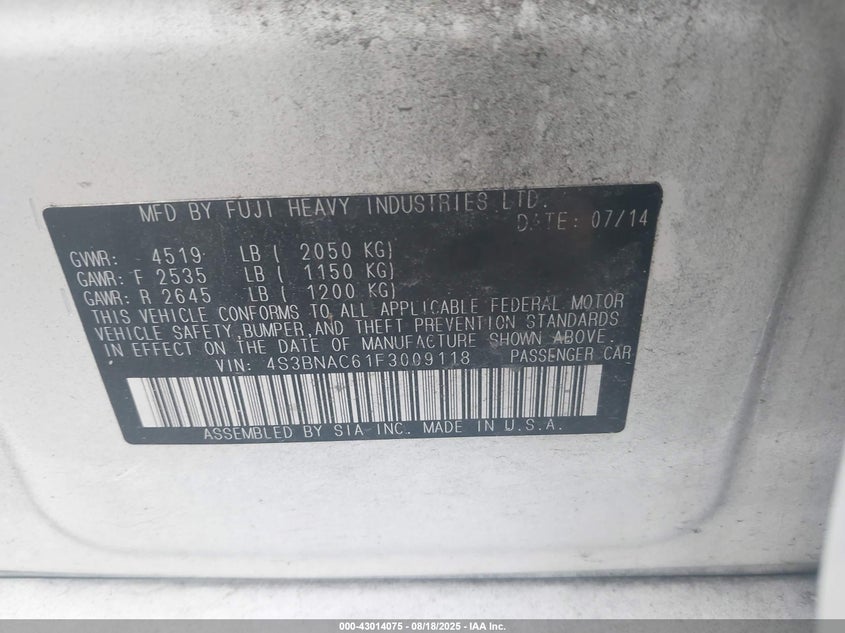 MFD BY FUJI HEAVY INDUSTRIES LTD.
DATE: 07/14
GVWR: 4519 LB ( 2050 KG)
GAWR: F 2535 LB ( 1150 KG)
GAWR: R 2645 LB ( 1200 KG)
THIS VEHICLE CONFORMS TO ALL APPLICABLE FEDERAL MOTOR
VEHICLE SAFETY, BUMPER, AND THEFT PREVENTION STANDARDS
IN EFFECT ON THE DATE OF MANUFACTURE SHOWN ABOVE.
VIN: 4S3BNAC61F3009118 PASSENGER CAR
ASSEMBLED BY SIA INC. MADE IN U.S.A.
000-43014075 - 08/18/2025 - IAA Inc.